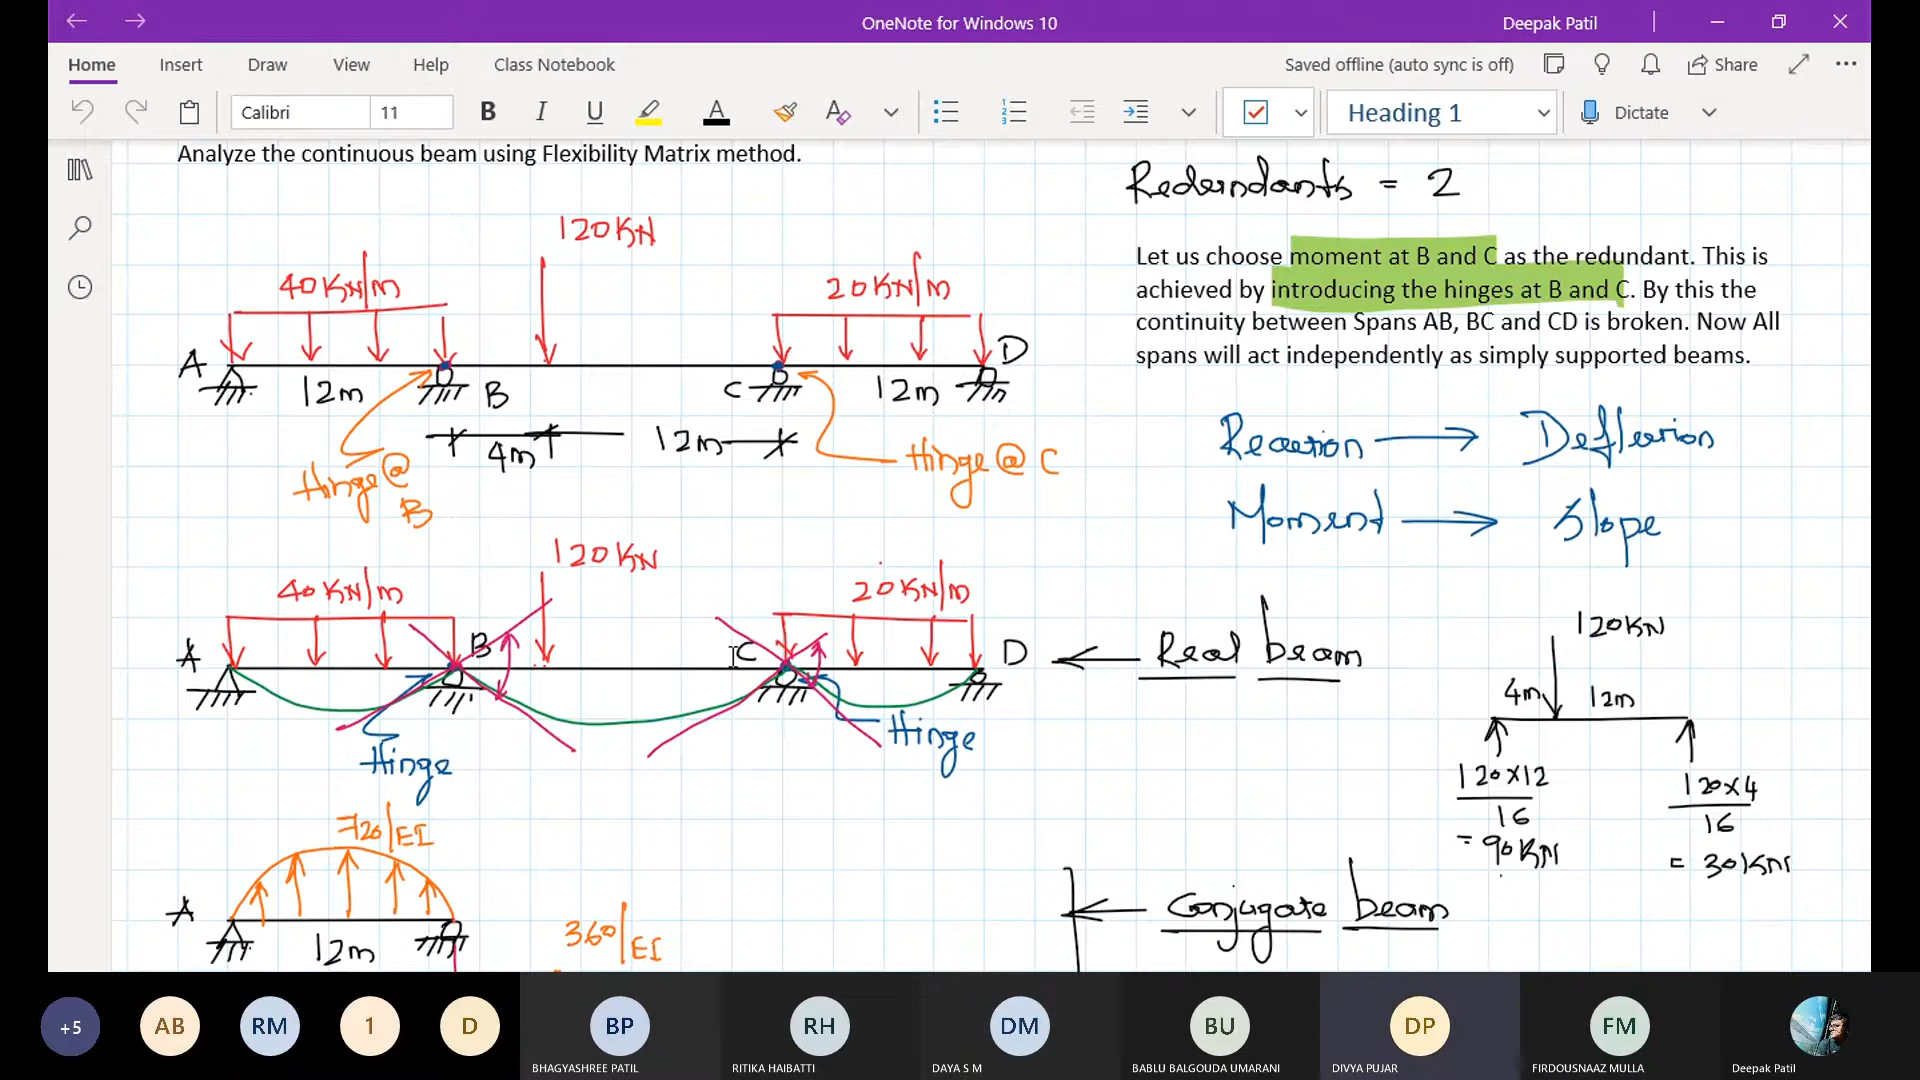 OneNote for Windows 10
Deepak Patil
Home Insert Draw View Help Class Notebook
Saved offline (auto sync is off)
Share
Calibri 11 B I U A A
Heading 1
Dictate
Analyze the continuous beam using Flexibility Matrix method.
Redundants = 2
Let us choose moment at B and C as the redundant. This is
achieved by introducing the hinges at B and C. By this the
continuity between Spans AB, BC and CD is broken. Now All
spans will act independently as simply supported beams.
120KN
40KN/m
20KN/m
A
B
C
D
12m
12m
4m
12m
Hinge@
B
Hinge@ C
Reaction → Deflection
Moment → Slope
120KN
40KN/m
20KN/m
A
B
C
D
Hinge
Hinge
← Real beam
120KN
4m
12m
120×12
16
= 90KN
120×4
16
= 30KN
720/EI
A
12m
360/EI
← Conjugate beam
+5
AB
RM
1
D
BP
BHAGYASHREE PATIL
RH
RITIKA HAIBATTI
DM
DAYA S M
BU
BABLU BALGOUDA UMARANI
DP
DIVYA PUJAR
FM
FIRDOUSNAAZ MULLA
Deepak Patil